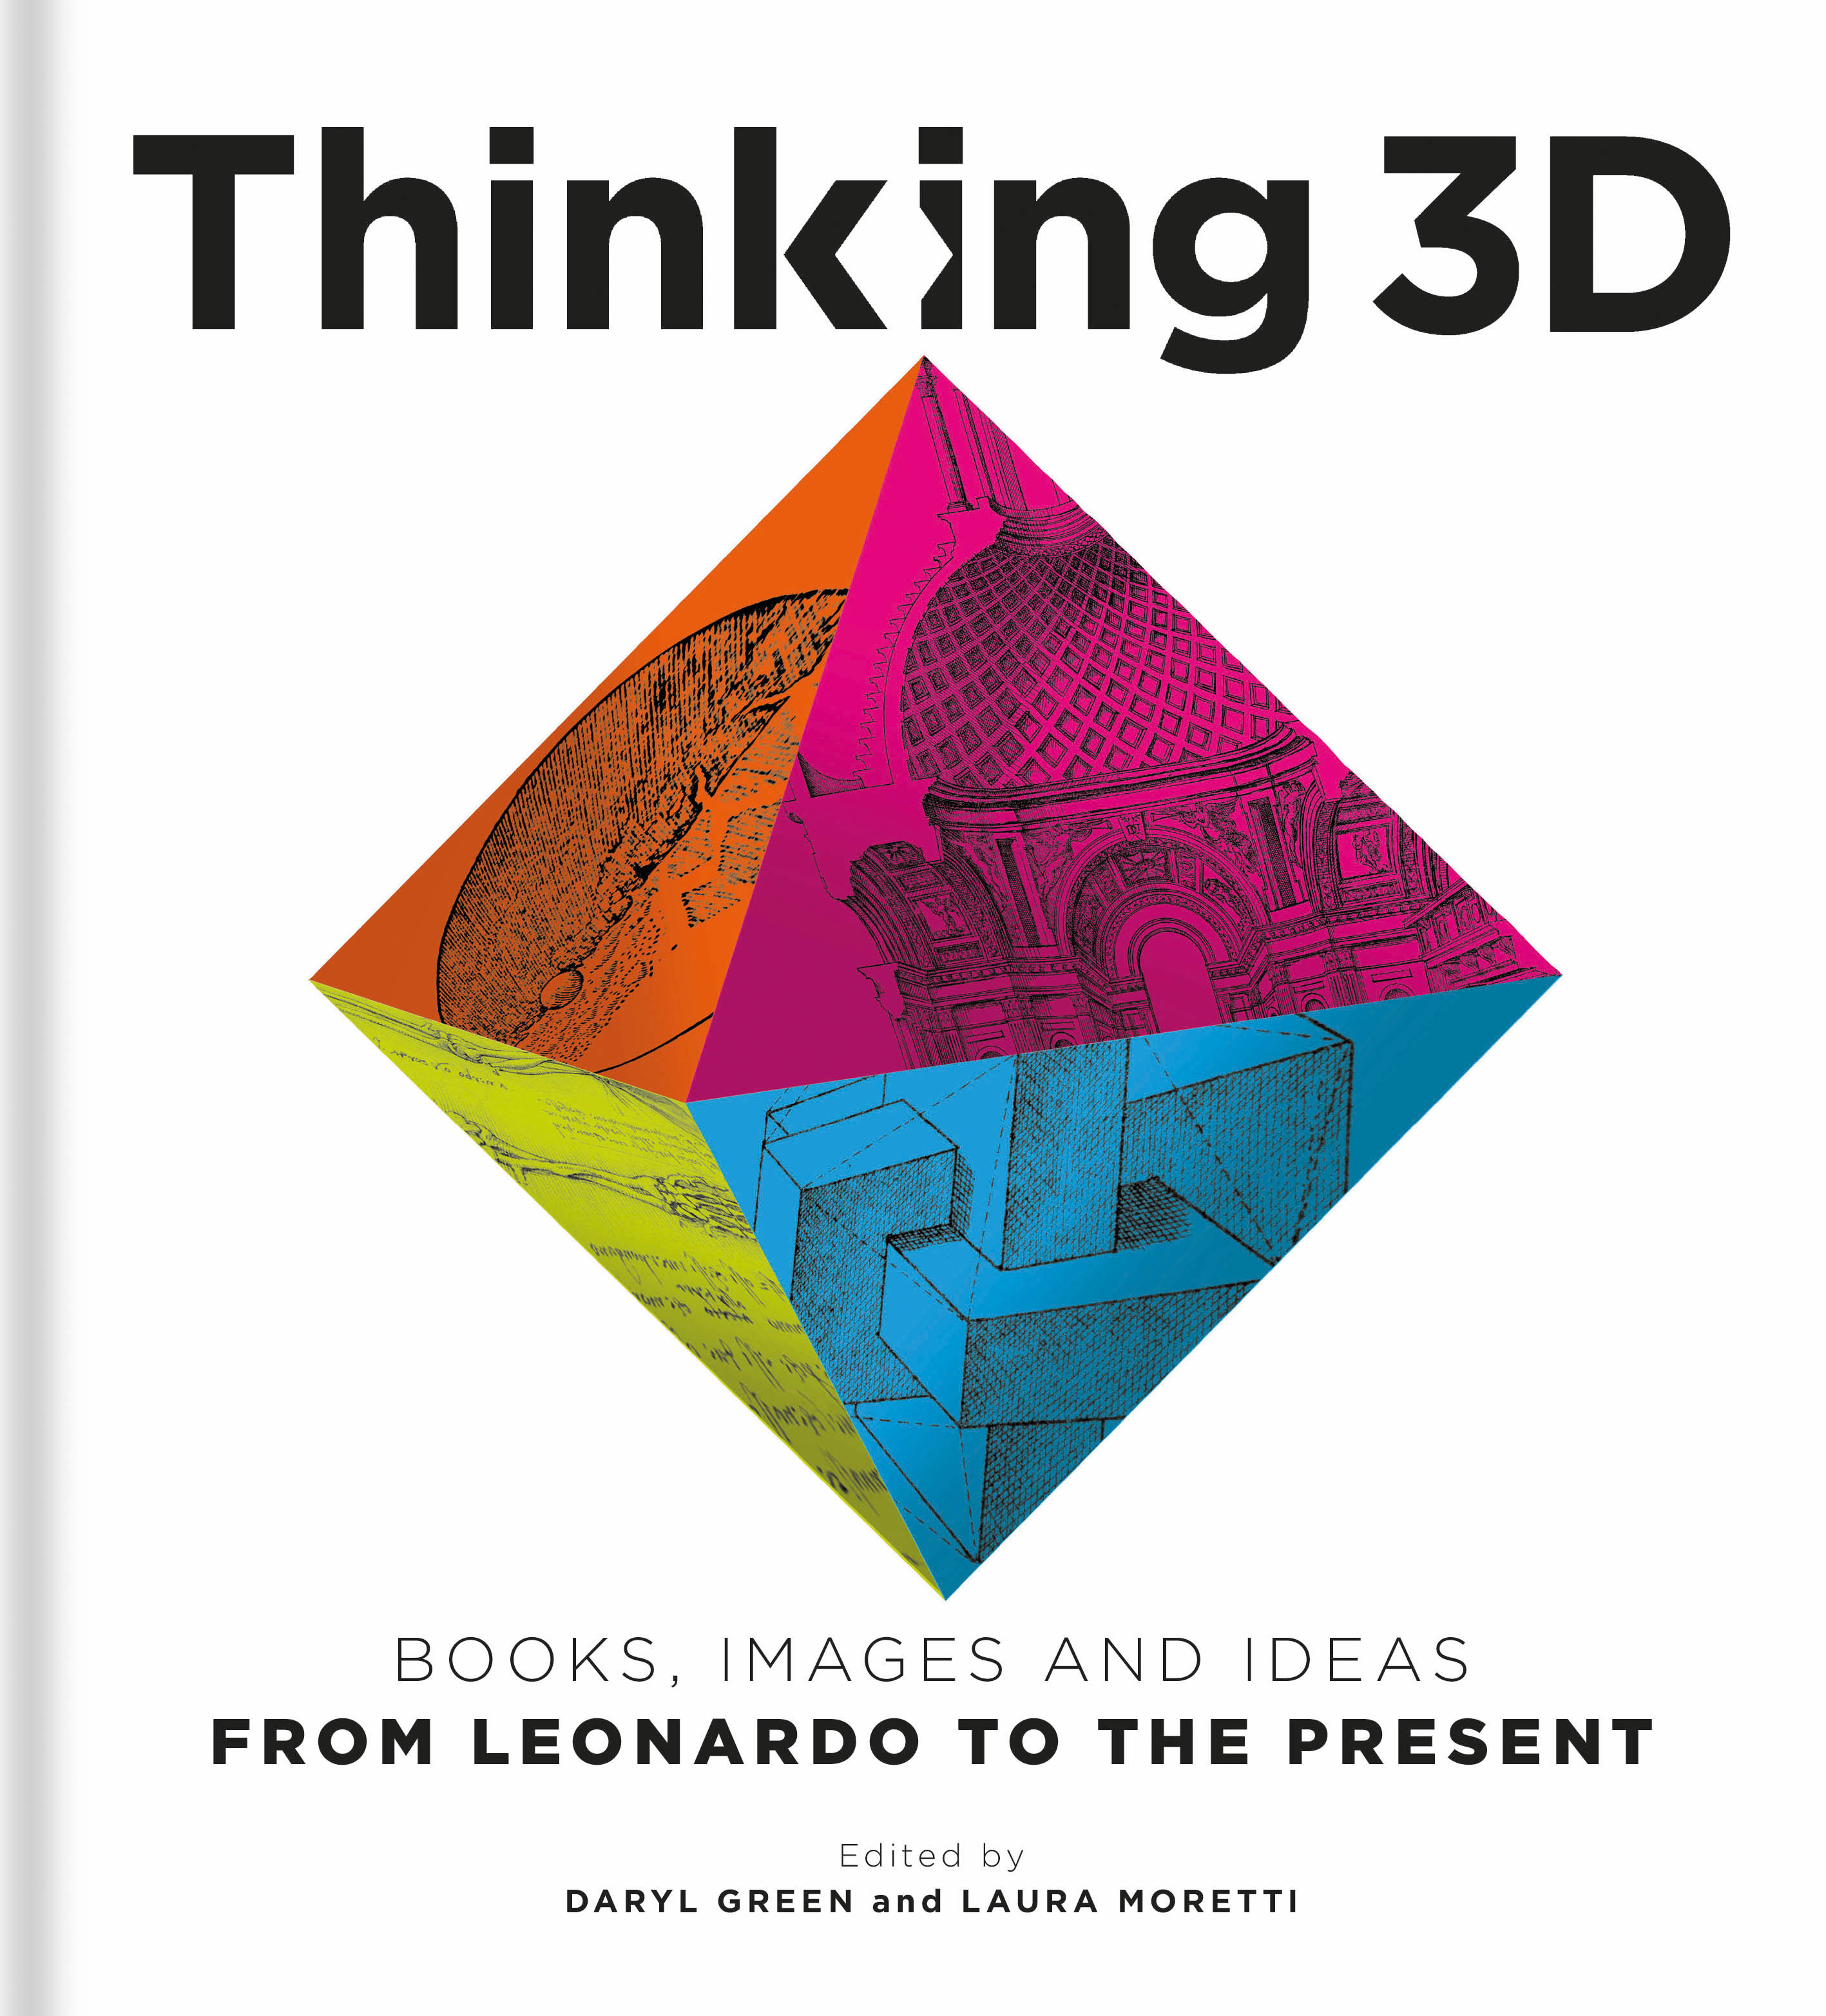 Thinking 3D
BOOKS, IMAGES AND IDEAS
FROM LEONARDO TO THE PRESENT
Edited by
DARYL GREEN and LAURA MORETTI